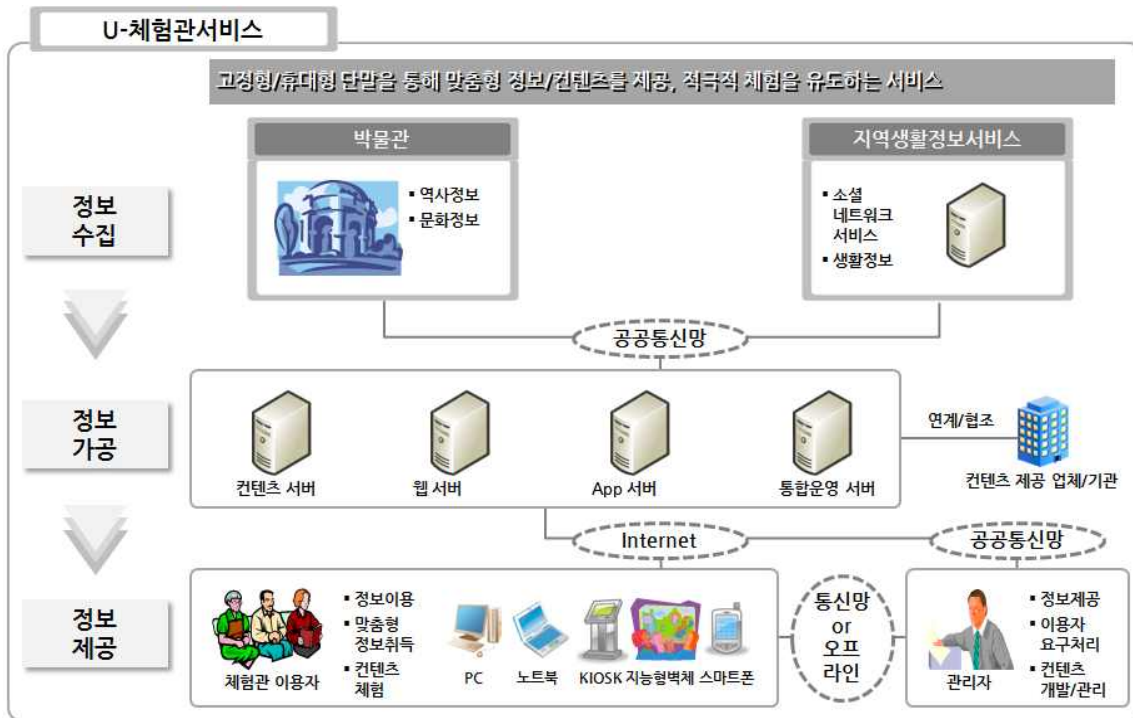 U-체험관서비스
고정형/휴대형 단말을 통해 맞춤형 정보/컨텐츠를 제공, 적극적 체험을 유도하는 서비스
정보
수집
박물관
▪ 역사정보
▪ 문화정보
지역생활정보서비스
▪ 소셜
네트워크
서비스
▪ 생활정보
공공통신망
정보
가공
컨텐츠 서버
웹 서버
App 서버
통합운영 서버
연계/협조
컨텐츠 제공 업체/기관
Internet
공공통신망
정보
제공
체험관 이용자
▪ 정보이용
▪ 맞춤형
정보취득
▪ 컨텐츠
체험
PC
노트북
KIOSK
지능형벽체
스마트폰
통신망
or
오프
라인
관리자
▪ 정보제공
▪ 이용자
요구처리
▪ 컨텐츠
개발/관리